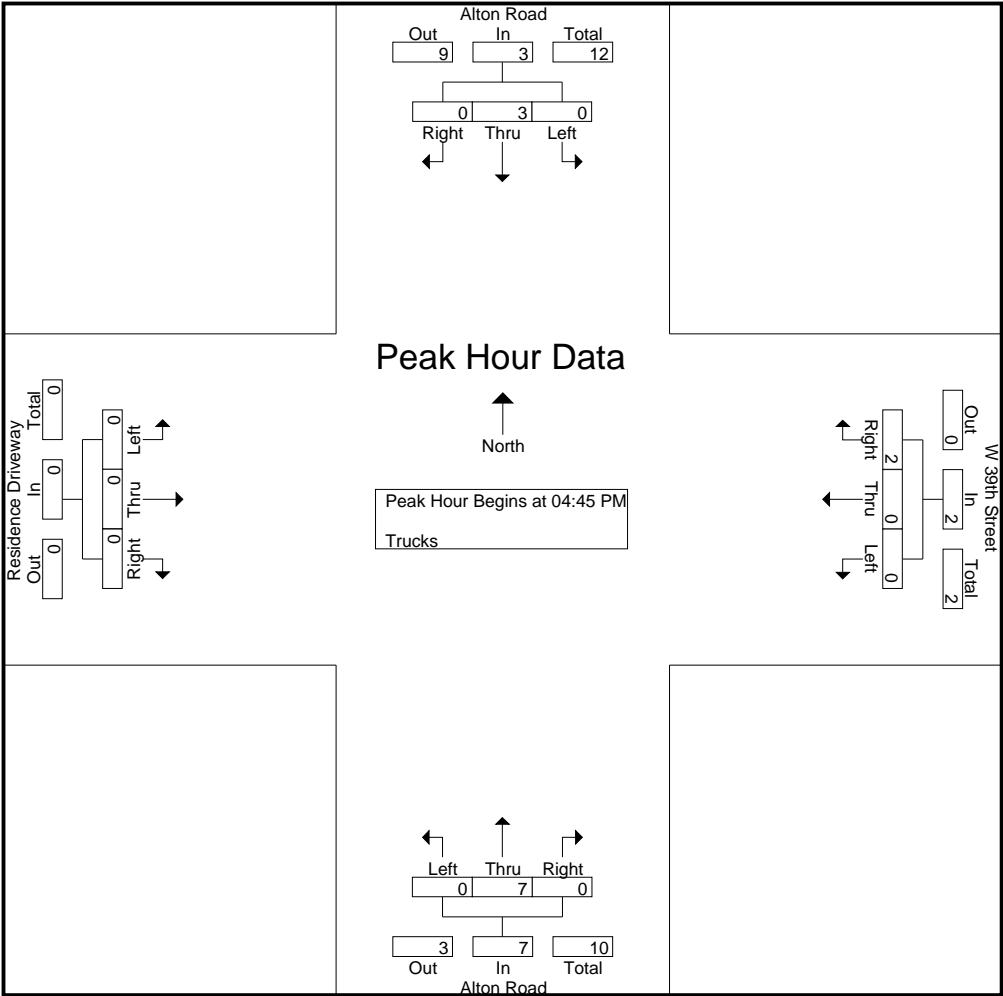 Alton Road
Out In Total
9 3 12
0 3 0
Right Thru Left
Peak Hour Data
North
Peak Hour Begins at 04:45 PM
Trucks
Residence Driveway
Out In Total
0 0 0
0 0 0
Right Thru Left
W 39th Street
Out In Total
0 2 2
2 0 0
Right Thru Left
Left Thru Right
0 7 0
3 7 10
Out In Total
Alton Road